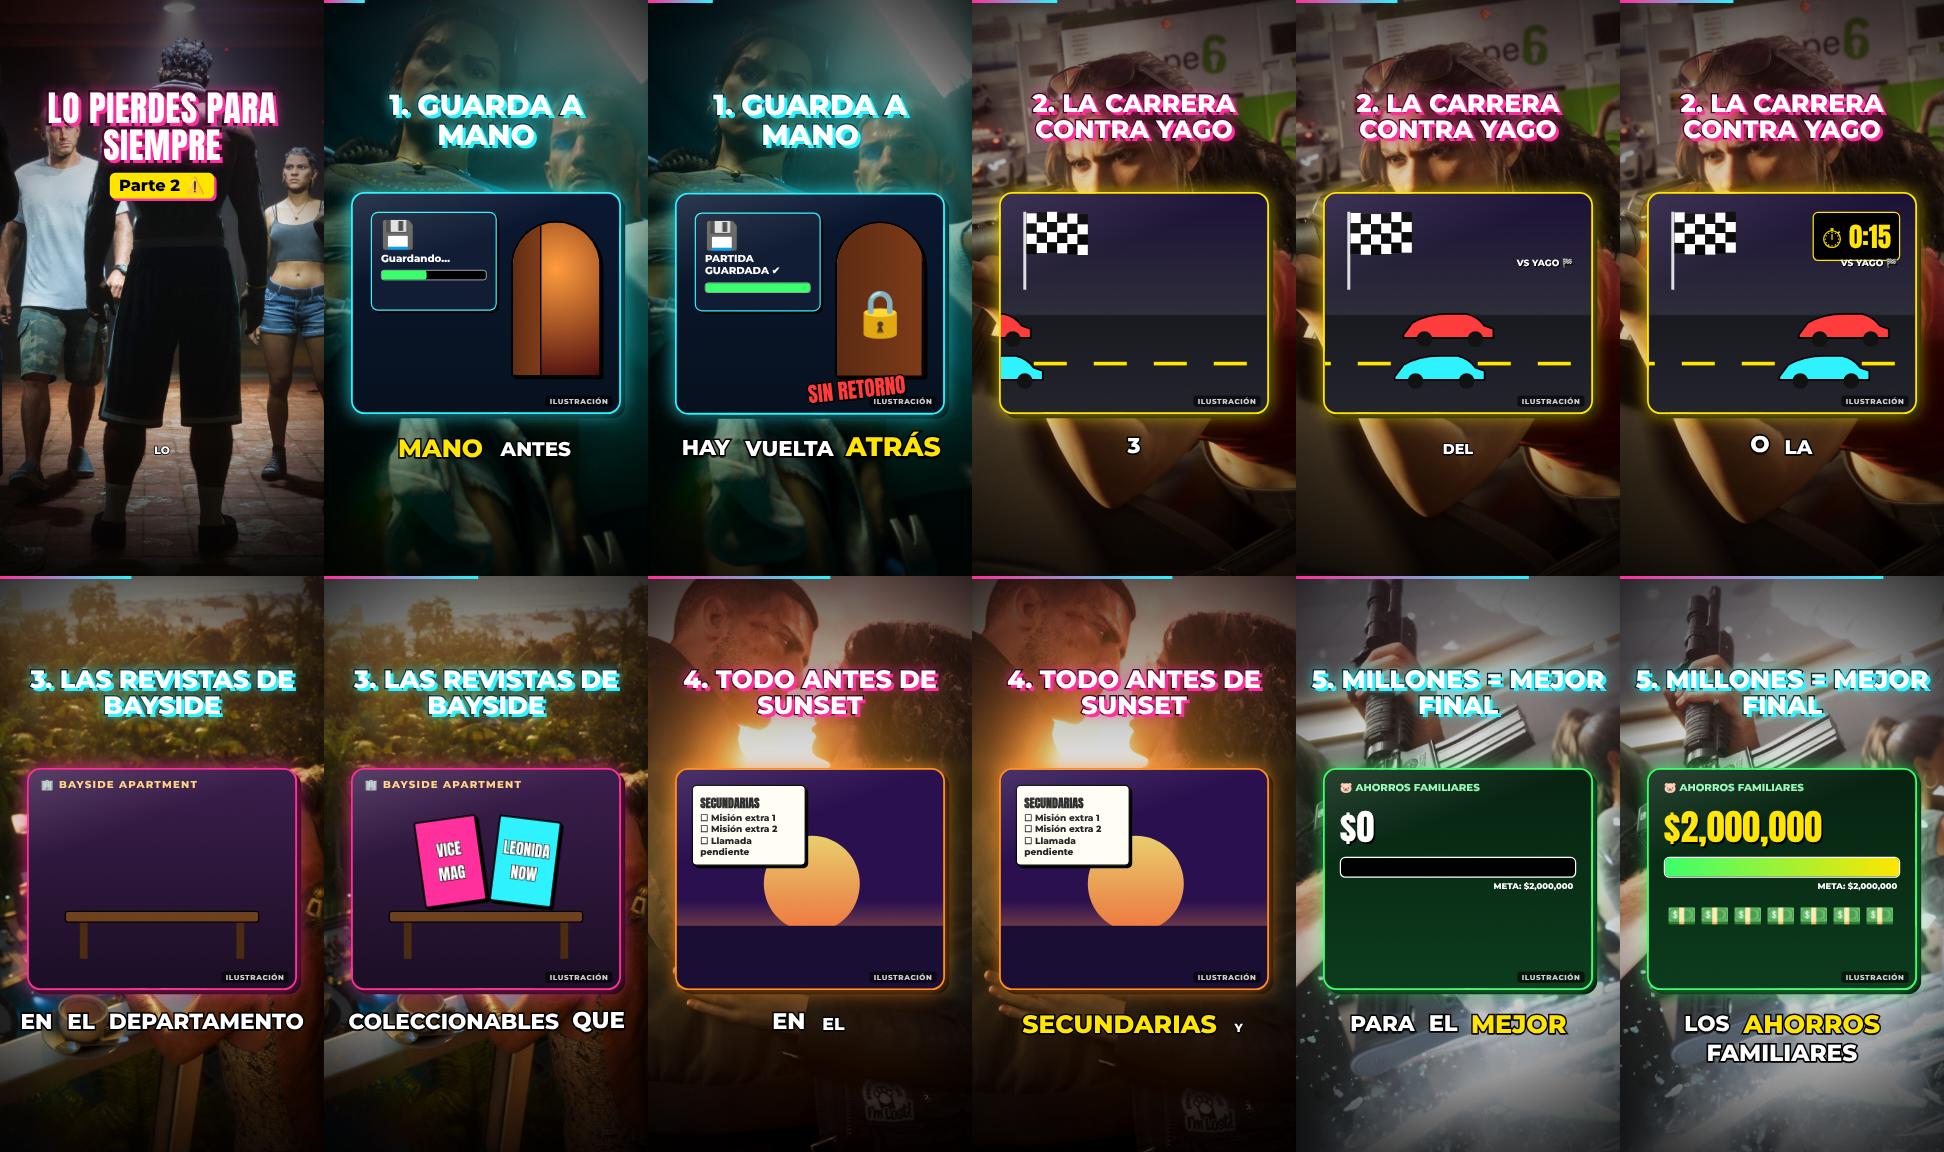 LO PIERDES PARA
SIEMPRE
Parte 2 ⚠️
LO
1. GUARDA A
MANO
💾
Guardando...
ILUSTRACIÓN
MANO ANTES
1. GUARDA A
MANO
💾
PARTIDA
GUARDADA ✔
🔒
SIN RETORNO
ILUSTRACIÓN
HAY VUELTA ATRÁS
pe6
2. LA CARRERA
CONTRA YAGO
ILUSTRACIÓN
3
pe6
2. LA CARRERA
CONTRA YAGO
VS YAGO 🏁
ILUSTRACIÓN
DEL
pe6
2. LA CARRERA
CONTRA YAGO
⏱ 0:15
VS YAGO 🏁
ILUSTRACIÓN
O LA
3. LAS REVISTAS DE
BAYSIDE
🏢 BAYSIDE APARTMENT
ILUSTRACIÓN
EN EL DEPARTAMENTO
3. LAS REVISTAS DE
BAYSIDE
🏢 BAYSIDE APARTMENT
VICE
MAG
LEONIDA
NOW
ILUSTRACIÓN
COLECCIONABLES QUE
4. TODO ANTES DE
SUNSET
SECUNDARIAS
☐ Misión extra 1
☐ Misión extra 2
☐ Llamada
pendiente
ILUSTRACIÓN
EN EL
I'm Lost!
4. TODO ANTES DE
SUNSET
SECUNDARIAS
☐ Misión extra 1
☐ Misión extra 2
☐ Llamada
pendiente
ILUSTRACIÓN
SECUNDARIAS Y
I'm Lost!
5. MILLONES = MEJOR
FINAL
🐷 AHORROS FAMILIARES
$0
META: $2,000,000
ILUSTRACIÓN
PARA EL MEJOR
5. MILLONES = MEJOR
FINAL
🐷 AHORROS FAMILIARES
$2,000,000
META: $2,000,000
ILUSTRACIÓN
LOS AHORROS
FAMILIARES